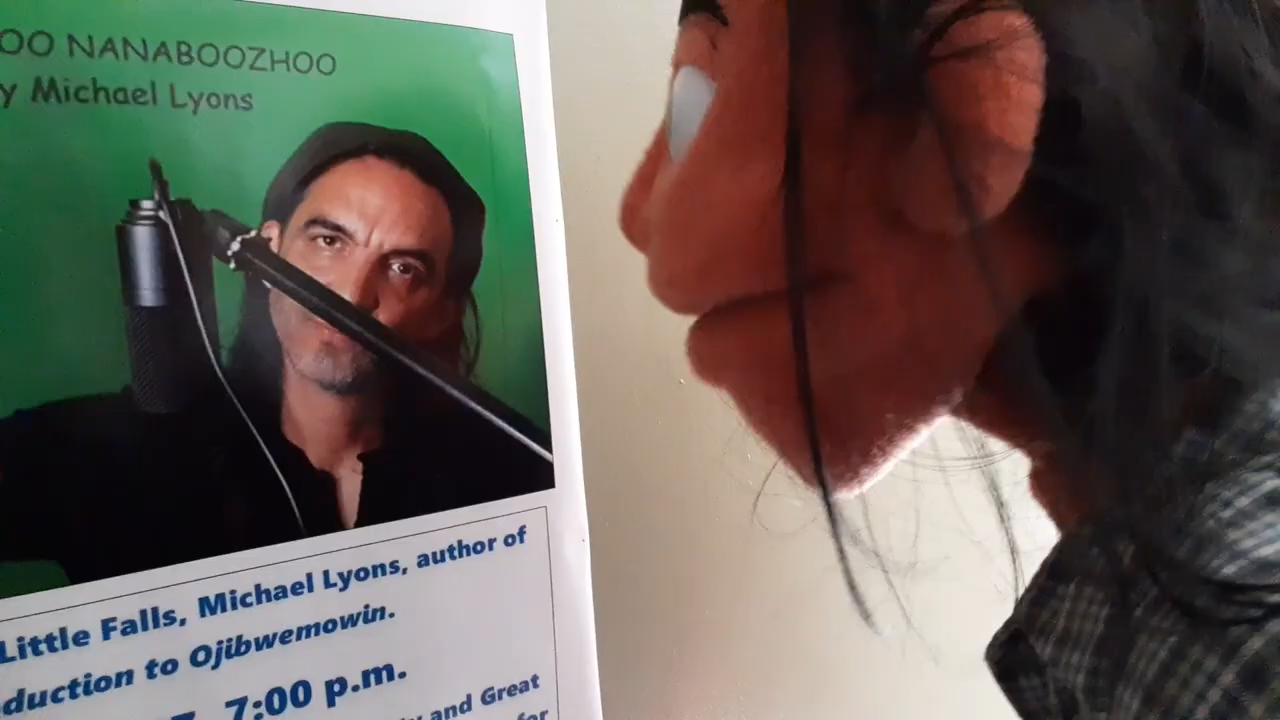 OO NANABOOZHOO
y Michael Lyons
Little Falls, Michael Lyons, author of
duction to Ojibwemowin.
7:00 p.m.
and Great
for